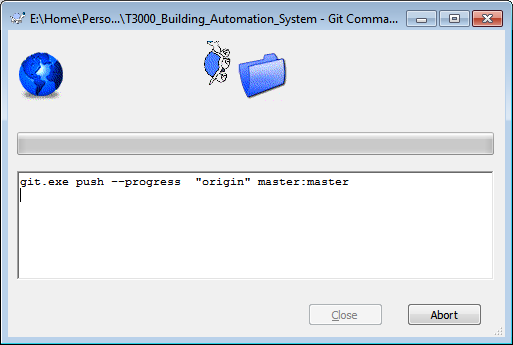 E:\Home\Perso...\T3000_Building_Automation_System - Git Comma...
git.exe push --progress  "origin" master:master
Close
Abort